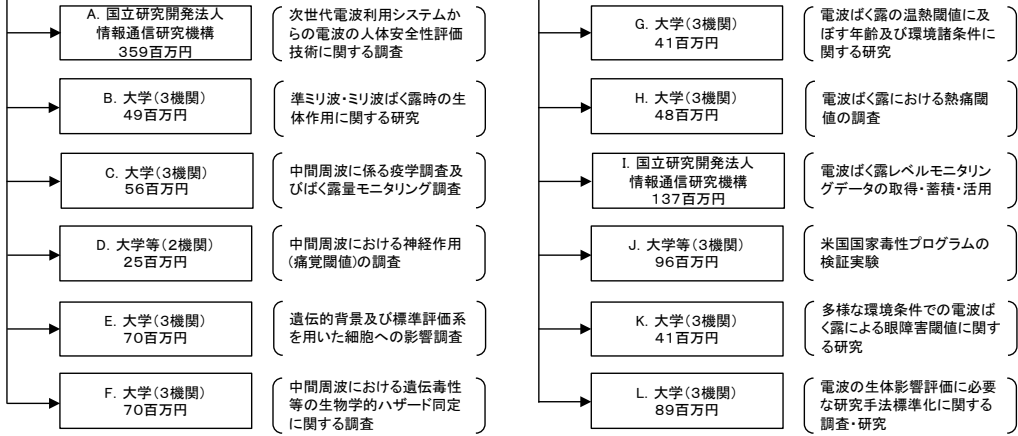 A. 国立研究開発法人
情報通信研究機構
359百万円
次世代電波利用システムか
らの電波の人体安全性評価
技術に関する調査
B. 大学(3機関)
49百万円
準ミリ波・ミリ波ばく露時の生
体作用に関する研究
C. 大学(3機関)
56百万円
中間周波に係る疫学調査及
びばく露量モニタリング調査
D. 大学等(2機関)
25百万円
中間周波における神経作用
(痛覚閾値)の調査
E. 大学(3機関)
70百万円
遺伝的背景及び標準評価系
を用いた細胞への影響調査
F. 大学(3機関)
70百万円
中間周波における遺伝毒性
等の生物学的ハザード同定
に関する調査
G. 大学(3機関)
41百万円
電波ばく露の温熱閾値に及
ぼす年齢及び環境諸条件に
関する研究
H. 大学(3機関)
48百万円
電波ばく露における熱痛閾
値の調査
I. 国立研究開発法人
情報通信研究機構
137百万円
電波ばく露レベルモニタリン
グデータの取得・蓄積・活用
J. 大学等(3機関)
96百万円
米国国家毒性プログラムの
検証実験
K. 大学(3機関)
41百万円
多様な環境条件での電波ば
く露による眼障害閾値に関す
る研究
L. 大学(3機関)
89百万円
電波の生体影響評価に必要
な研究手法標準化に関する
調査・研究